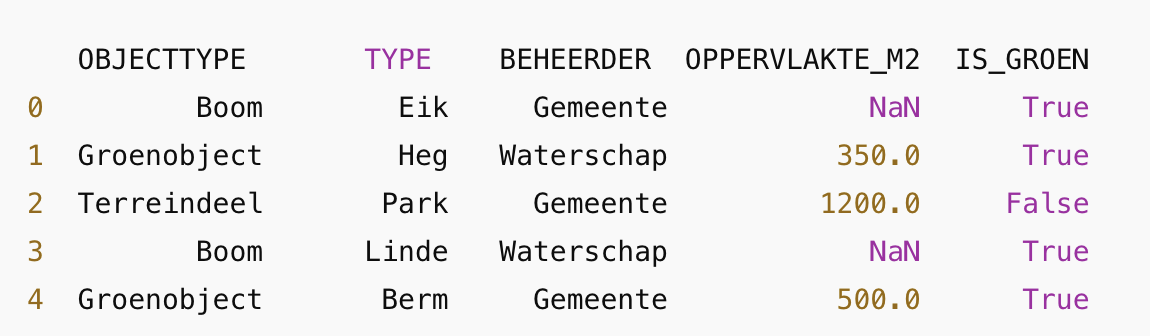 OBJECTTYPE TYPE BEHEERDER OPPERVLAKTE_M2 IS_GROEN
0 Boom Eik Gemeente NaN True
1 Groenobject Heg Waterschap 350.0 True
2 Terreindeel Park Gemeente 1200.0 False
3 Boom Linde Waterschap NaN True
4 Groenobject Berm Gemeente 500.0 True